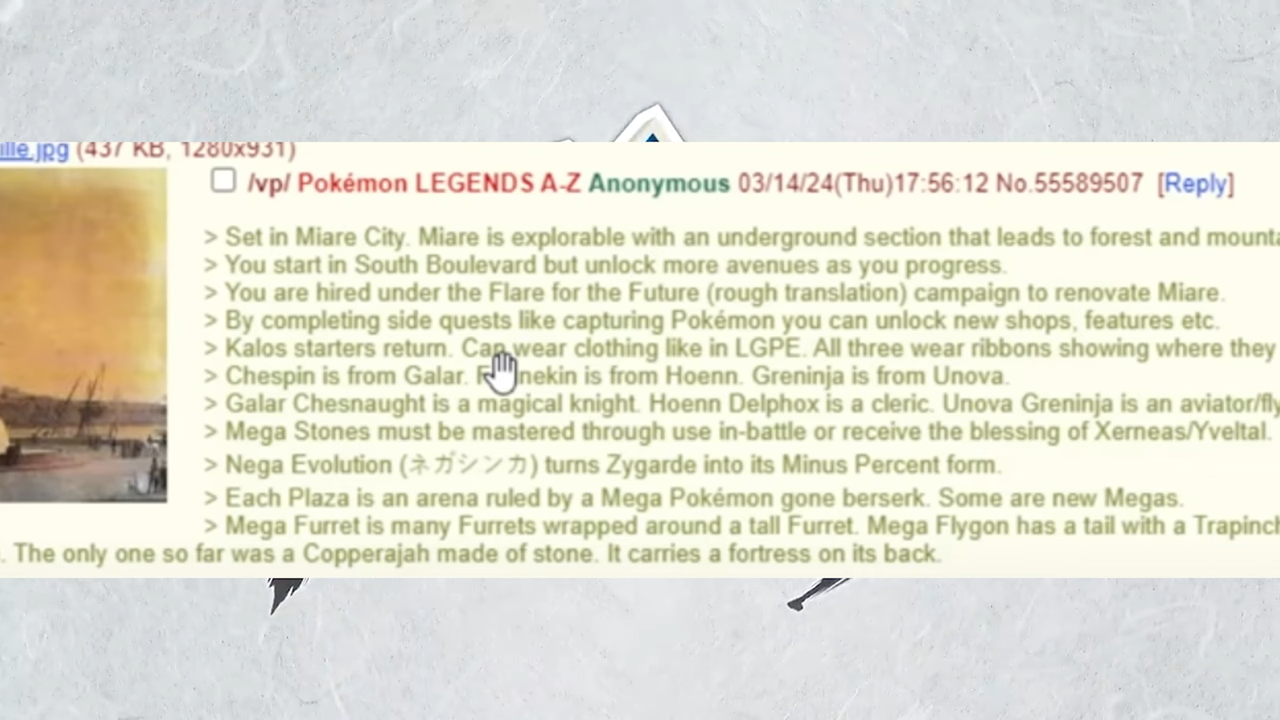 ille.jpg (437 KB, 1280x931)
/vp/ Pokémon LEGENDS A-Z Anonymous 03/14/24(Thu)17:56:12 No.55589507 [Reply]
> Set in Miare City. Miare is explorable with an underground section that leads to forest and mounta
> You start in South Boulevard but unlock more avenues as you progress.
> You are hired under the Flare for the Future (rough translation) campaign to renovate Miare.
> By completing side quests like capturing Pokémon you can unlock new shops, features etc.
> Kalos starters return. Can wear clothing like in LGPE. All three wear ribbons showing where they
> Chespin is from Galar. F nnekin is from Hoenn. Greninja is from Unova.
> Galar Chesnaught is a magical knight. Hoenn Delphox is a cleric. Unova Greninja is an aviator/fly
> Mega Stones must be mastered through use in-battle or receive the blessing of Xerneas/Yveltal.
> Nega Evolution (ネガシンカ) turns Zygarde into its Minus Percent form.
> Each Plaza is an arena ruled by a Mega Pokémon gone berserk. Some are new Megas.
> Mega Furret is many Furrets wrapped around a tall Furret. Mega Flygon has a tail with a Trapinch
. The only one so far was a Copperajah made of stone. It carries a fortress on its back.